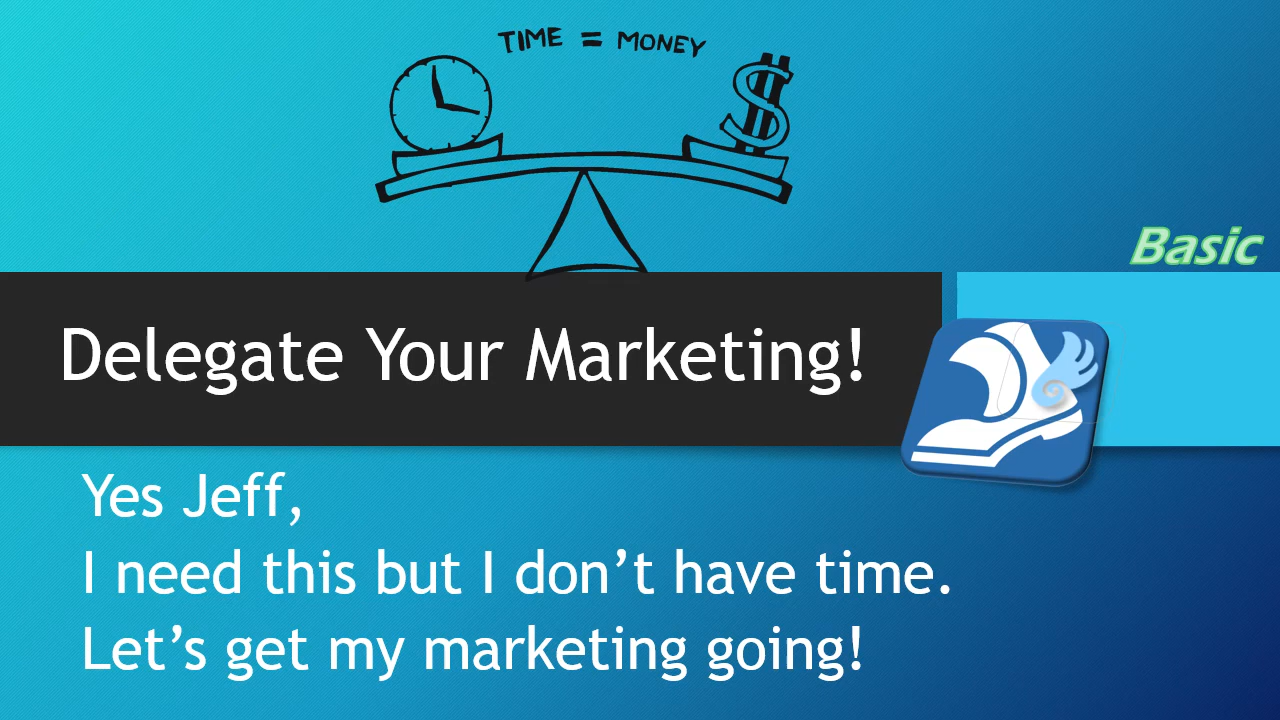 TIME = MONEY
Basic
Delegate Your Marketing!
Yes Jeff,
I need this but I don’t have time.
Let’s get my marketing going!